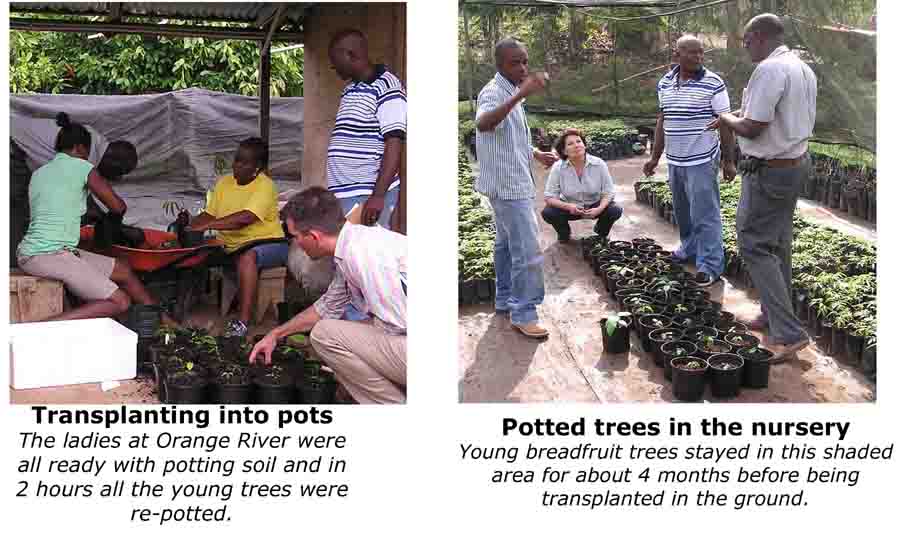 Transplanting into pots
The ladies at Orange River were
all ready with potting soil and in
2 hours all the young trees were
re-potted.
Potted trees in the nursery
Young breadfruit trees stayed in this shaded
area for about 4 months before being
transplanted in the ground.